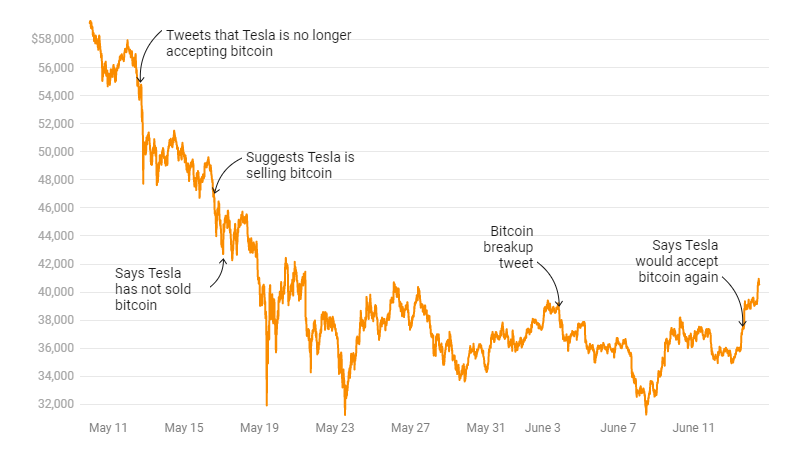 $58,000
56,000
54,000
52,000
50,000
48,000
46,000
44,000
42,000
40,000
38,000
36,000
34,000
32,000
Tweets that Tesla is no longer
accepting bitcoin
Suggests Tesla is
selling bitcoin
Says Tesla
has not sold
bitcoin
Bitcoin
breakup
tweet
Says Tesla
would accept
bitcoin again
May 11
May 15
May 19
May 23
May 27
May 31
June 3
June 7
June 11